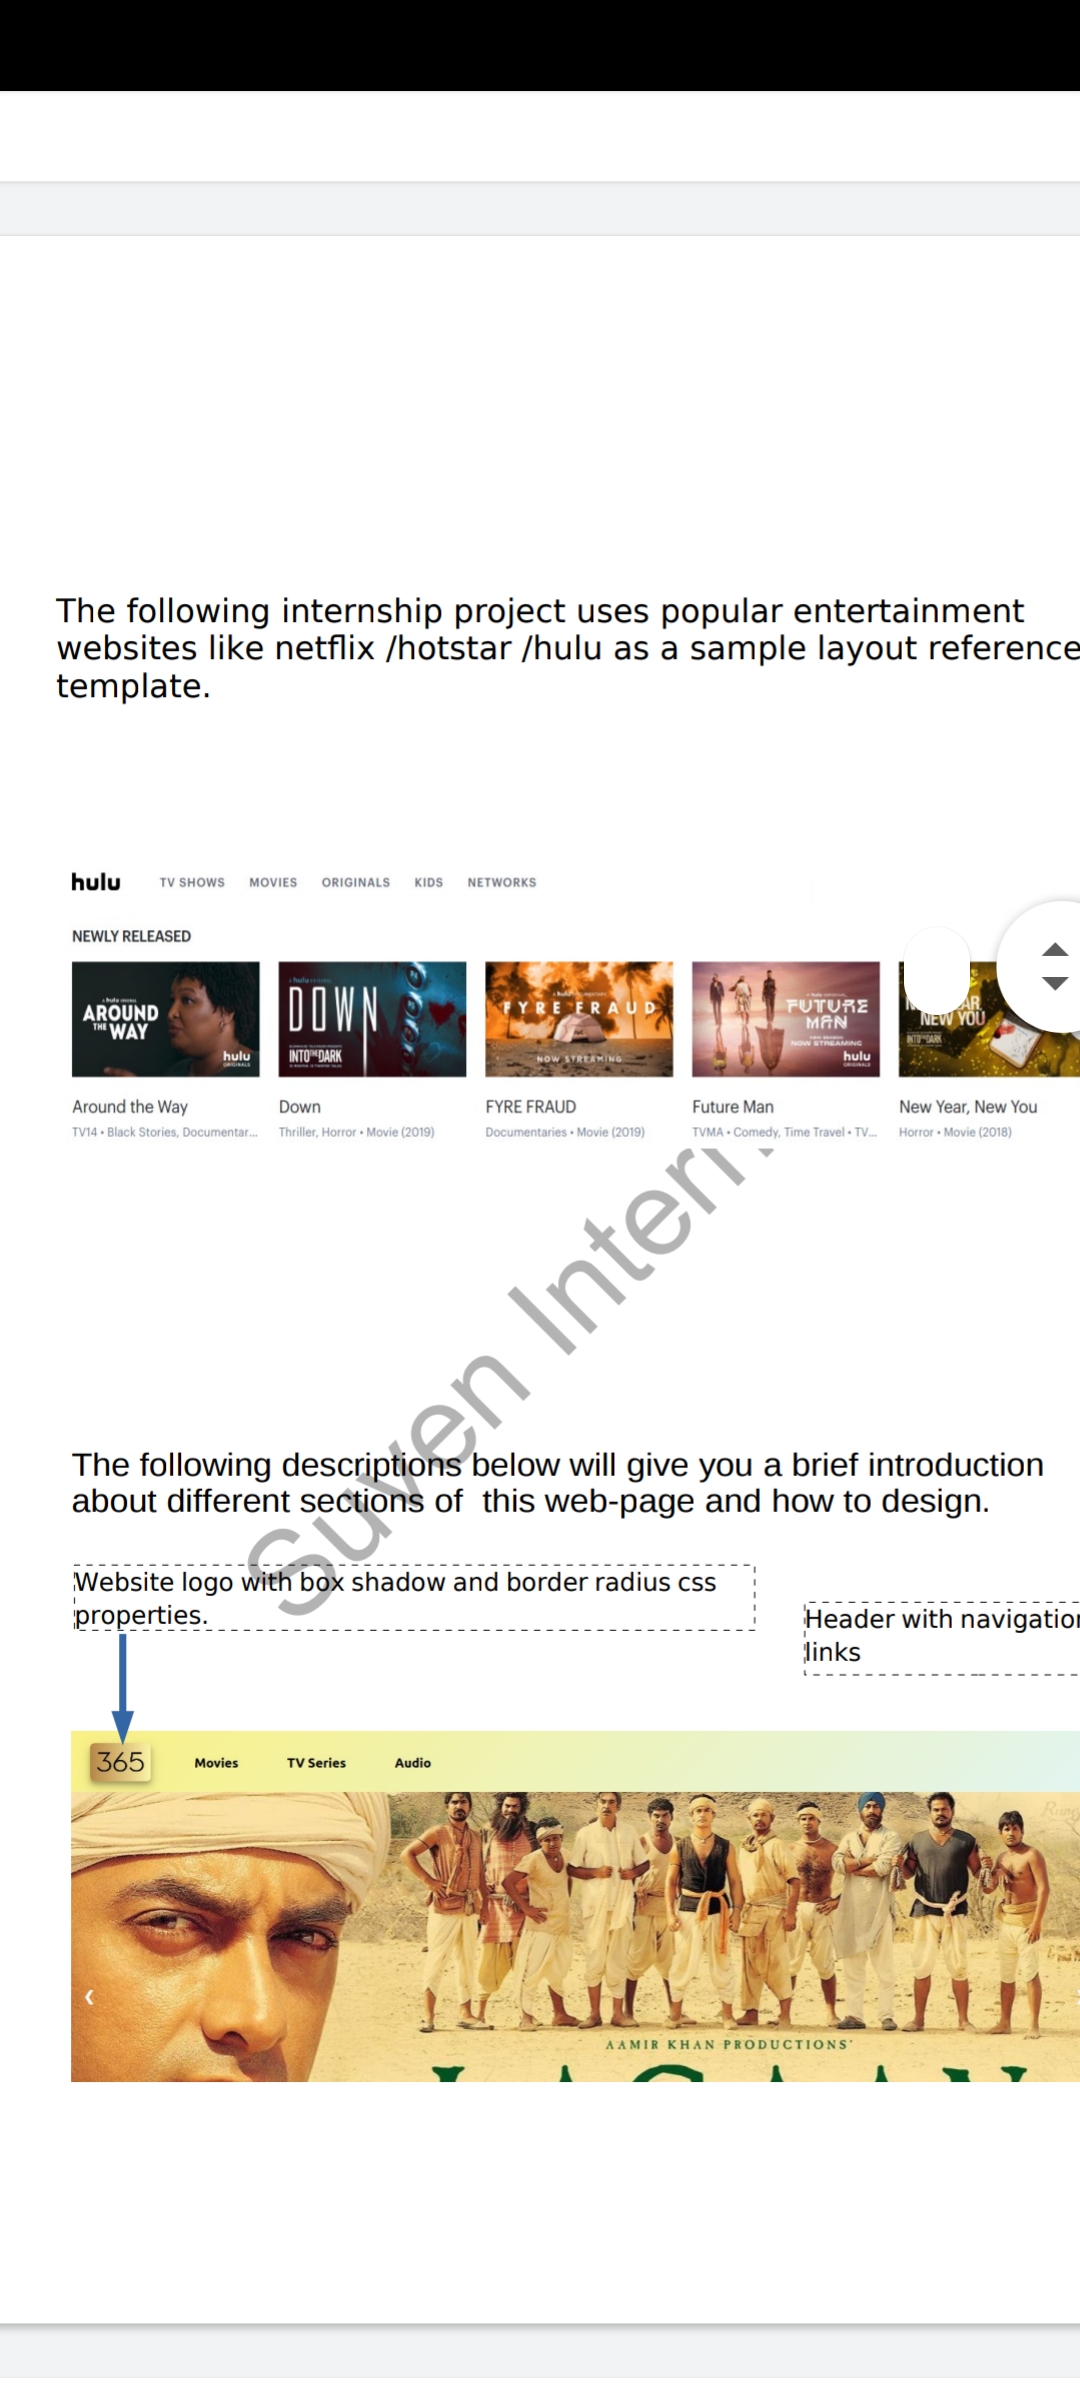 The following internship project uses popular entertainment
websites like netflix /hotstar /hulu as a sample layout reference
template.
hulu TV SHOWS MOVIES ORIGINALS KIDS NETWORKS
NEWLY RELEASED
AROUND
THE WAY
hulu
ORIGINALS
DOWN
INTO THE DARK
FYRE FRAUD
NOW STREAMING
FUTURE
MAN
NOW STREAMING
hulu
ORIGINALS
NEW YOU
INTO THE DARK
Around the Way Down FYRE FRAUD Future Man New Year, New You
TV14 • Black Stories, Documentar... Thriller, Horror • Movie (2019) Documentaries • Movie (2019) TVMA • Comedy, Time Travel • TV... Horror • Movie (2018)
Suven Intern
The following descriptions below will give you a brief introduction
about different sections of this web-page and how to design.
Website logo with box shadow and border radius css
properties.
Header with navigation
links
365 Movies TV Series Audio
AAMIR KHAN PRODUCTIONS'
LAGAAN